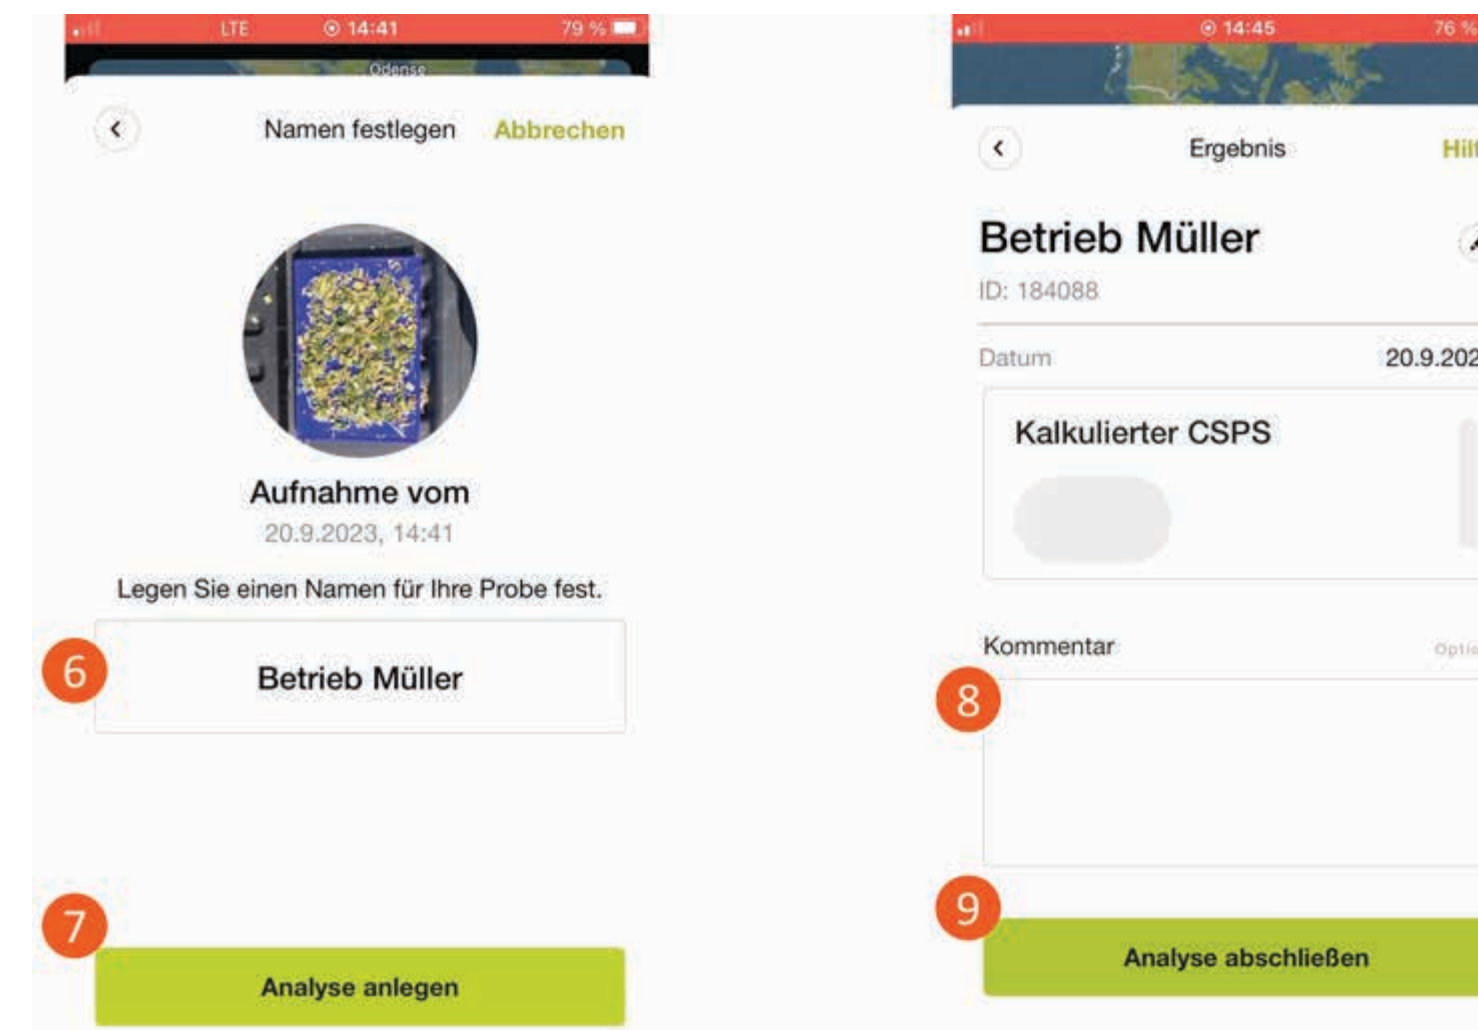 LTE 14:41 79 %
Odense
Namen festlegen Abbrechen
Aufnahme vom
20.9.2023, 14:41
Legen Sie einen Namen für Ihre Probe fest.
6
Betrieb Müller
7
Analyse anlegen
14:45 76 %
Ergebnis
Betrieb Müller
ID: 184088
Datum
Kalkulierter CSPS
Kommentar
8
9
Analyse abschließen